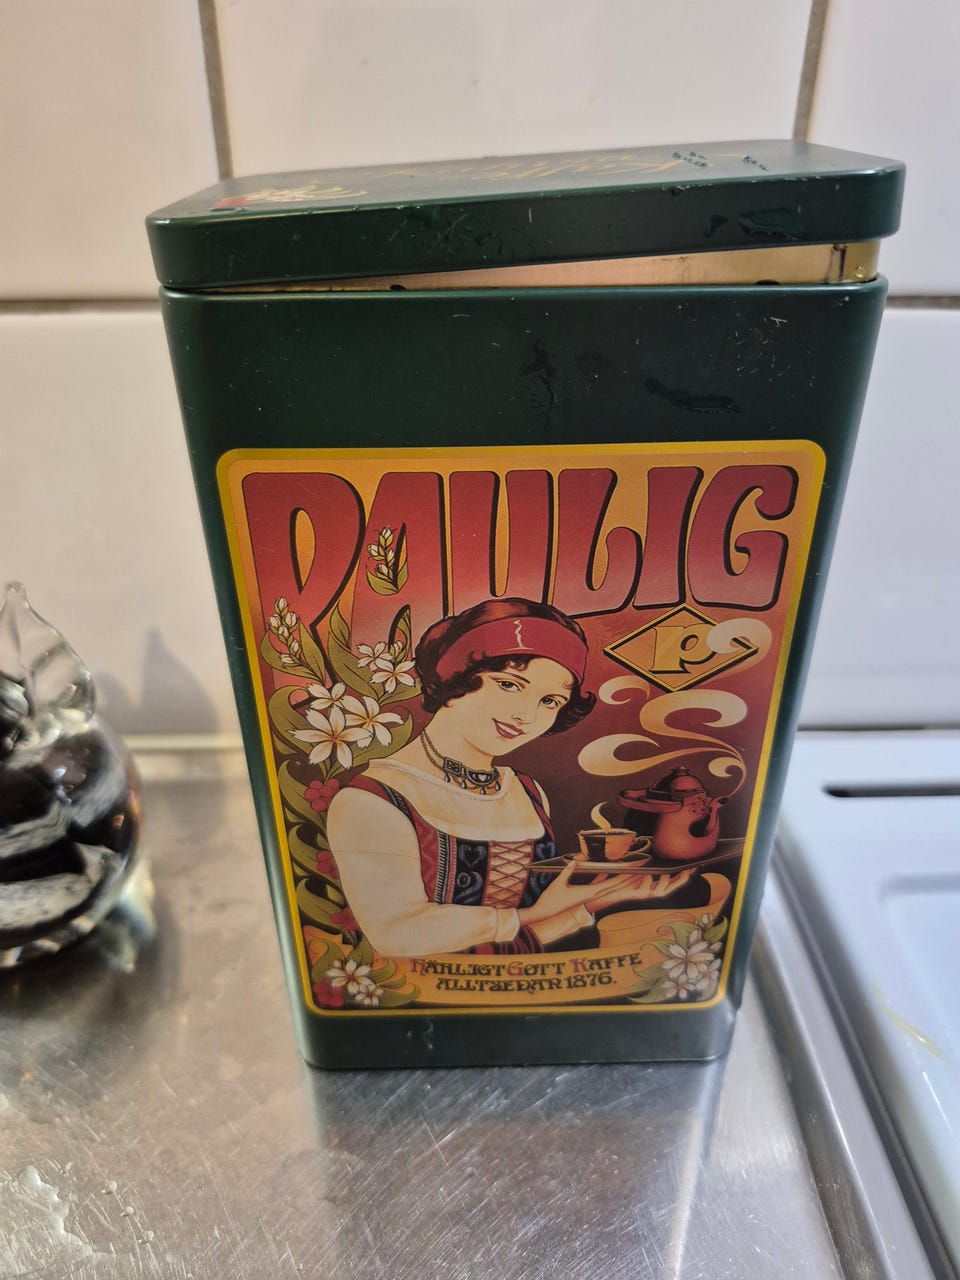 PAULIG
P
HÄRLIGT GOTT KAFFE
ALLTSEDAN 1876.